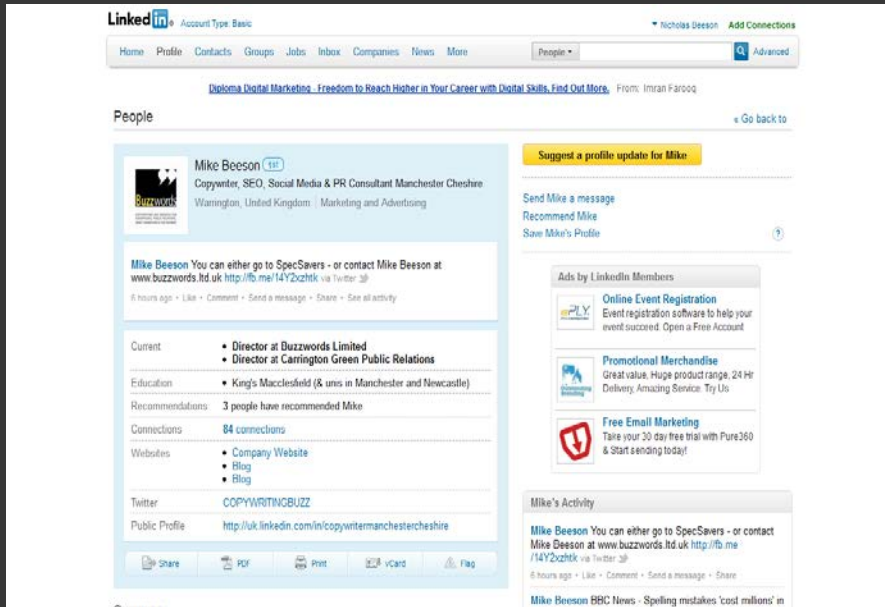 Linked in
Account Type: Basic
Nicholas Beeson Add Connections
Home Profile Contacts Groups Jobs Inbox Companies News More
People
Advanced
Diploma Digital Marketing - Freedom to Reach Higher in Your Career with Digital Skills, Find Out More. From: Imran Farooq
People
« Go back to
Mike Beeson 1st
Copywriter, SEO, Social Media & PR Consultant Manchester Cheshire
Warrington, United Kingdom | Marketing and Advertising
Buzzwords
Mike Beeson You can either go to SpecSavers - or contact Mike Beeson at
www.buzzwords.ltd.uk http://fb.me/14Y2xzhtk via Twitter
6 hours ago • Like • Comment • Send a message • Share • See all activity
Current
• Director at Buzzwords Limited
• Director at Carrington Green Public Relations
Education
• King's Macclesfield (& unis in Manchester and Newcastle)
Recommendations 3 people have recommended Mike
Connections 84 connections
Websites
• Company Website
• Blog
• Blog
Twitter COPYWRITINGBUZZ
Public Profile http://uk.linkedin.com/in/copywritermanchestercheshire
Share PDF Print vCard Flag
Suggest a profile update for Mike
Send Mike a message
Recommend Mike
Save Mike's Profile
?
Ads by LinkedIn Members
Online Event Registration
Event registration software to help your
event succeed. Open a Free Account
Promotional Merchandise
Great value, Huge product range, 24 Hr
Delivery, Amazing Service. Try Us
Free Email Marketing
Take your 30 day free trial with Pure360
& Start sending today!
Mike's Activity
Mike Beeson You can either go to SpecSavers - or contact
Mike Beeson at www.buzzwords.ltd.uk http://fb.me
/14Y2xzhtk via Twitter
6 hours ago • Like • Comment • Send a message • Share
Mike Beeson BBC News - Spelling mistakes 'cost millions' in